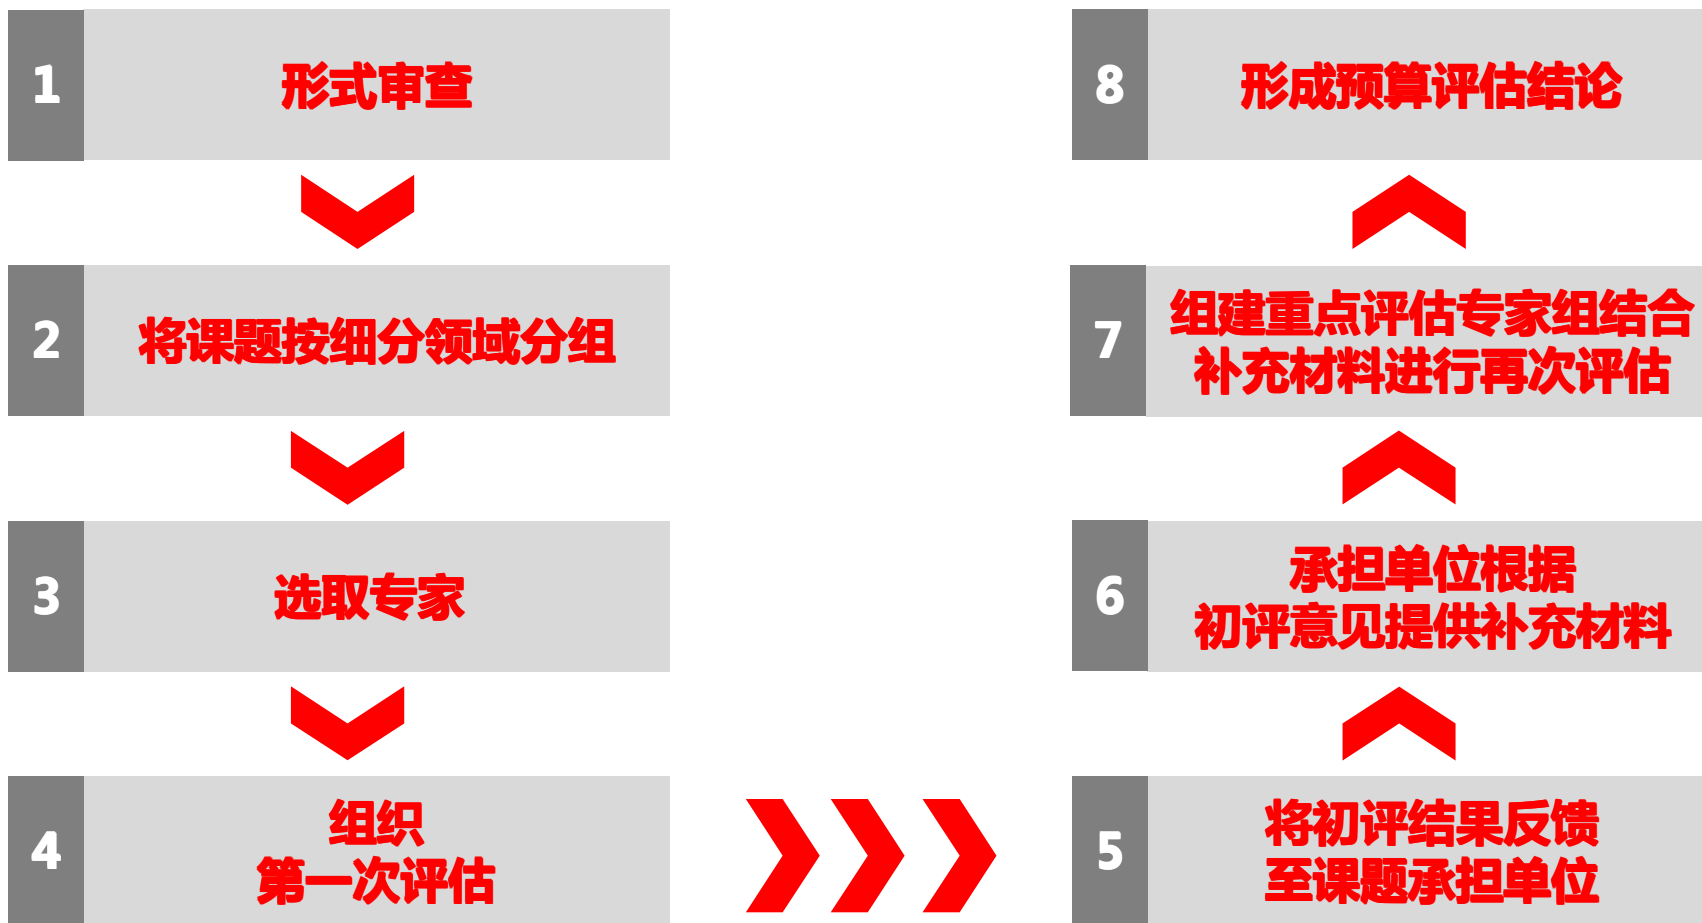 1
形式审查
2
将课题按细分领域分组
3
选取专家
4
组织
第一次评估
5
将初评结果反馈
至课题承担单位
6
承担单位根据
初评意见提供补充材料
7
组建重点评估专家组结合
补充材料进行再次评估
8
形成预算评估结论